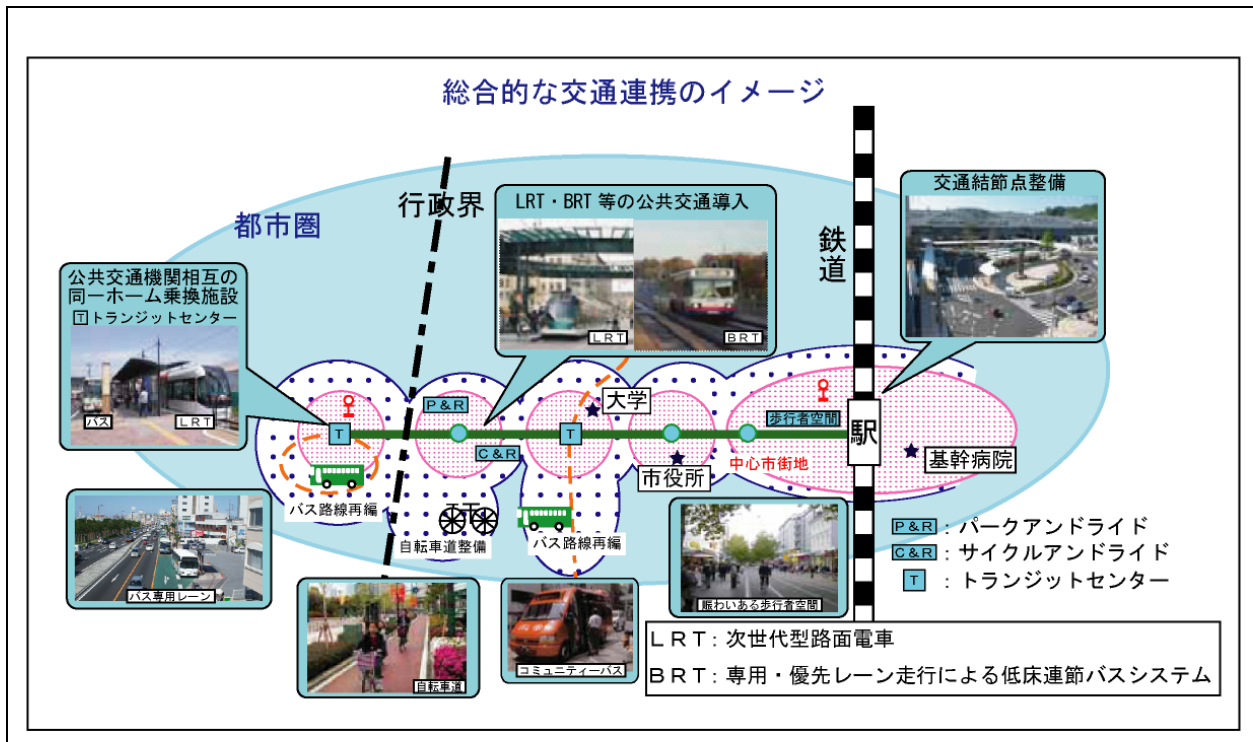 総合的な交通連携のイメージ
都市圏
行政界
鉄道
公共交通機関相互の
同一ホーム乗換施設
T トランジットセンター
バス
LRT
LRT・BRT 等の公共交通導入
LRT
BRT
交通結節点整備
P&R
C&R
T
T
大学
市役所
歩行者空間
中心市街地
駅
基幹病院
バス路線再編
自転車道整備
バス路線再編
バス専用レーン
自転車道
コミュニティーバス
賑わいある歩行者空間
P&R：パークアンドライド
C&R：サイクルアンドライド
T：トランジットセンター
LRT：次世代型路面電車
BRT：専用・優先レーン走行による低床連節バスシステム